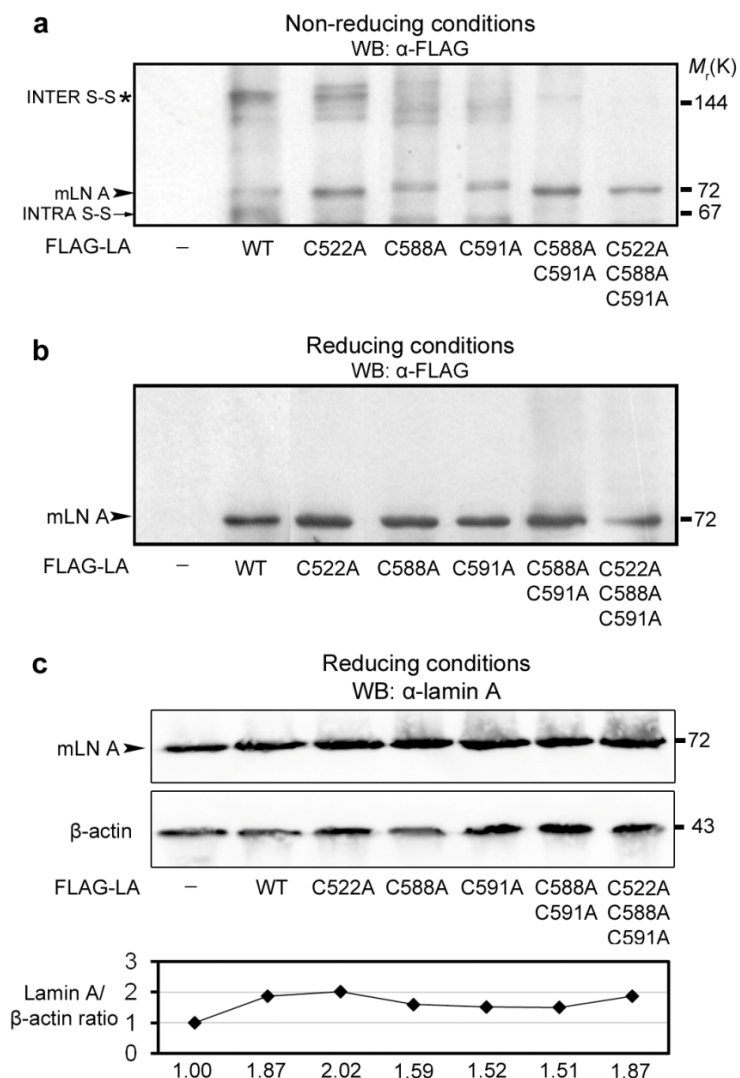 a
Non-reducing conditions
WB: α-FLAG
Mr(K)
INTER S-S*
144
mLN A
72
INTRA S-S
67
FLAG-LA – WT C522A C588A C591A C588A C522A
C591A C588A
C591A
b
Reducing conditions
WB: α-FLAG
mLN A
72
FLAG-LA – WT C522A C588A C591A C588A C522A
C591A C588A
C591A
c
Reducing conditions
WB: α-lamin A
mLN A
72
β-actin
43
FLAG-LA – WT C522A C588A C591A C588A C522A
C591A C588A
C591A
3
Lamin A/ 2
β-actin ratio 1
0
1.00 1.87 2.02 1.59 1.52 1.51 1.87